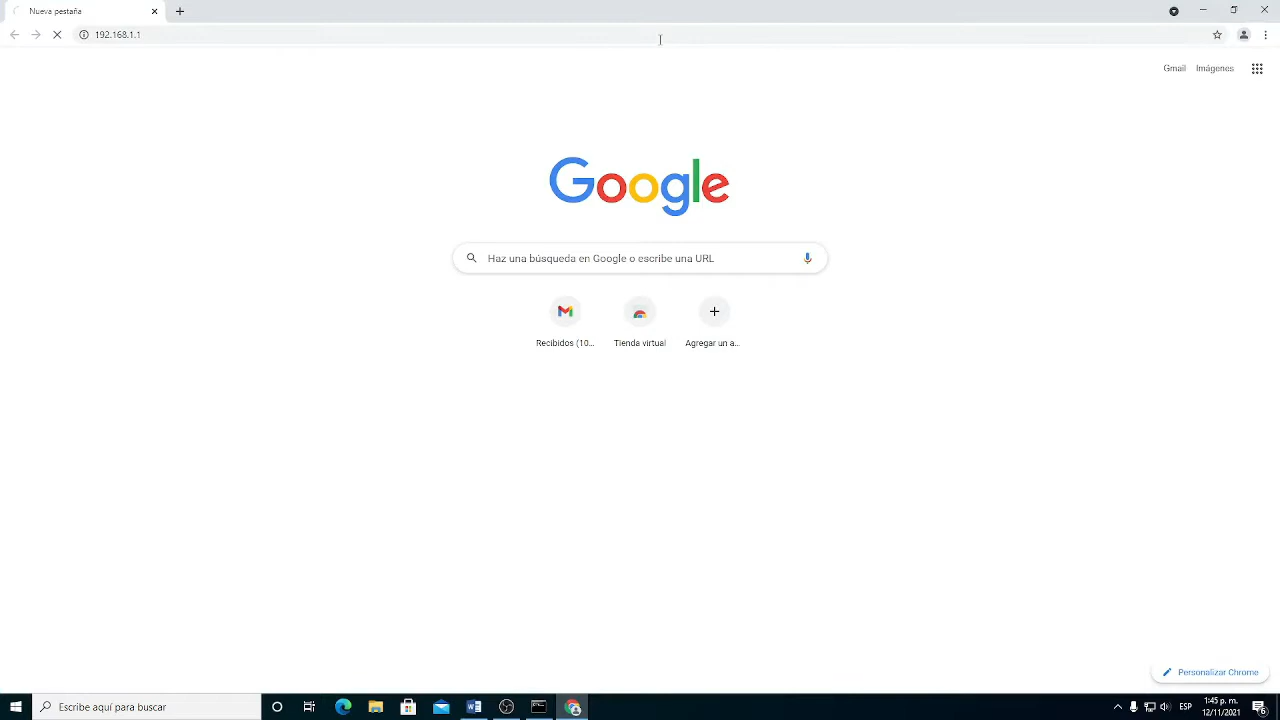 Nueva pestaña
192.168.1.1
Gmail Imágenes
Google
Haz una búsqueda en Google o escribe una URL
Recibidos (10... Tienda virtual Agregar un a...
Personalizar Chrome
Escribe aquí para buscar
ESP
1:45 p. m.
12/11/2021